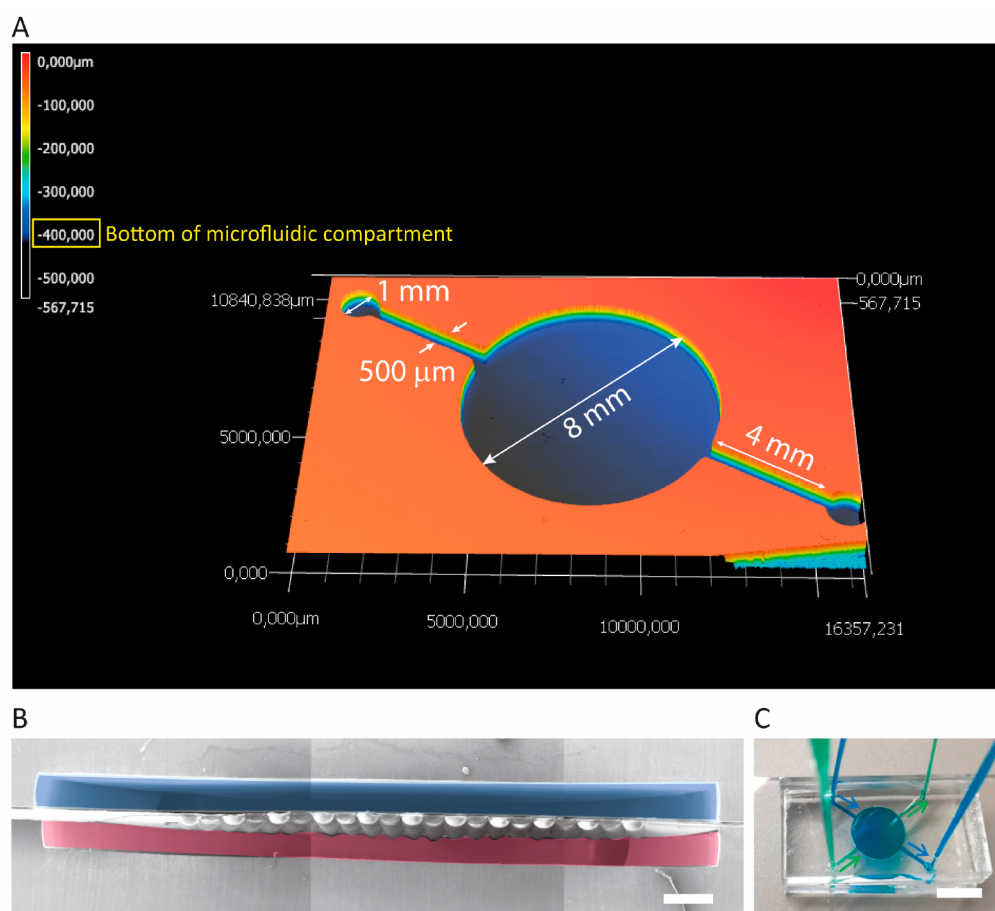 A
0,000µm
-100,000
-200,000
-300,000
-400,000 Bottom of microfluidic compartment
-500,000
-567,715
0,000µm
567,715
10840,838µm
1 mm
500 µm
8 mm
4 mm
5000,000
0,000
0,000µm
5000,000
10000,000
16357,231
B
C